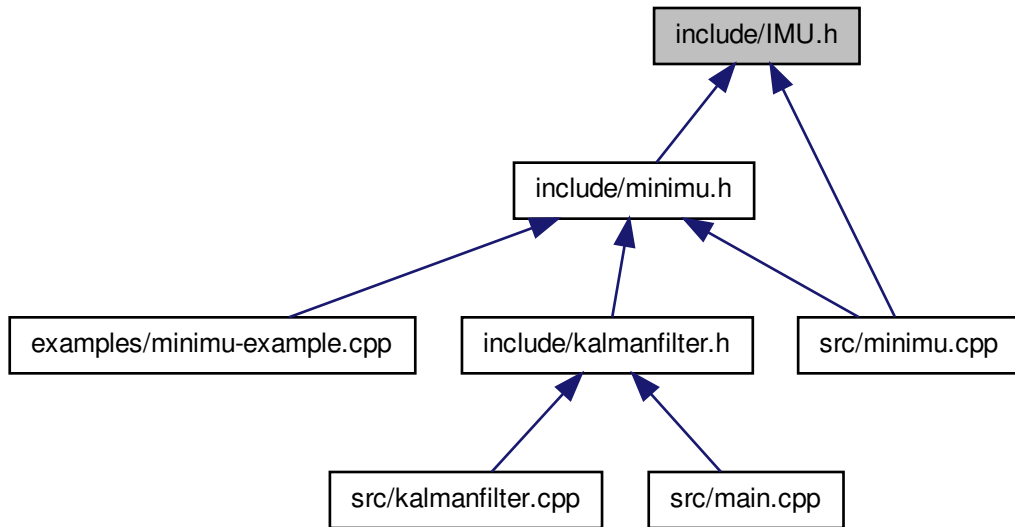 include/IMU.h
include/minimu.h
examples/minimu-example.cpp
include/kalmanfilter.h
src/minimu.cpp
src/kalmanfilter.cpp
src/main.cpp